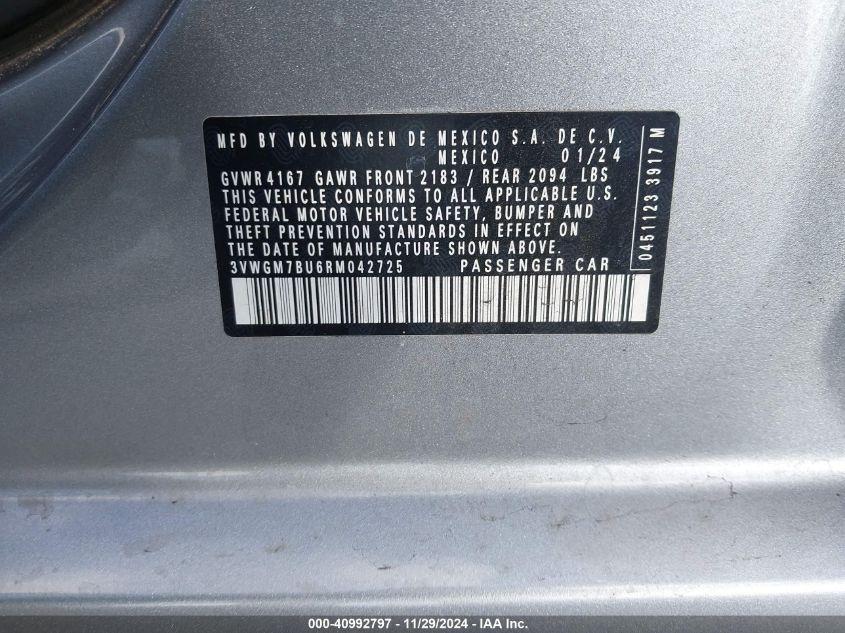 MFD BY VOLKSWAGEN DE MEXICO S.A. DE C.V.
MEXICO 01/24
GVWR 4167 GAWR FRONT 2183 / REAR 2094 LBS
THIS VEHICLE CONFORMS TO ALL APPLICABLE U.S.
FEDERAL MOTOR VEHICLE SAFETY, BUMPER AND
THEFT PREVENTION STANDARDS IN EFFECT ON
THE DATE OF MANUFACTURE SHOWN ABOVE.
3VWGM7BU6RM042725 PASSENGER CAR
0451123 3917 M
000-40992797 - 11/29/2024 - IAA Inc.